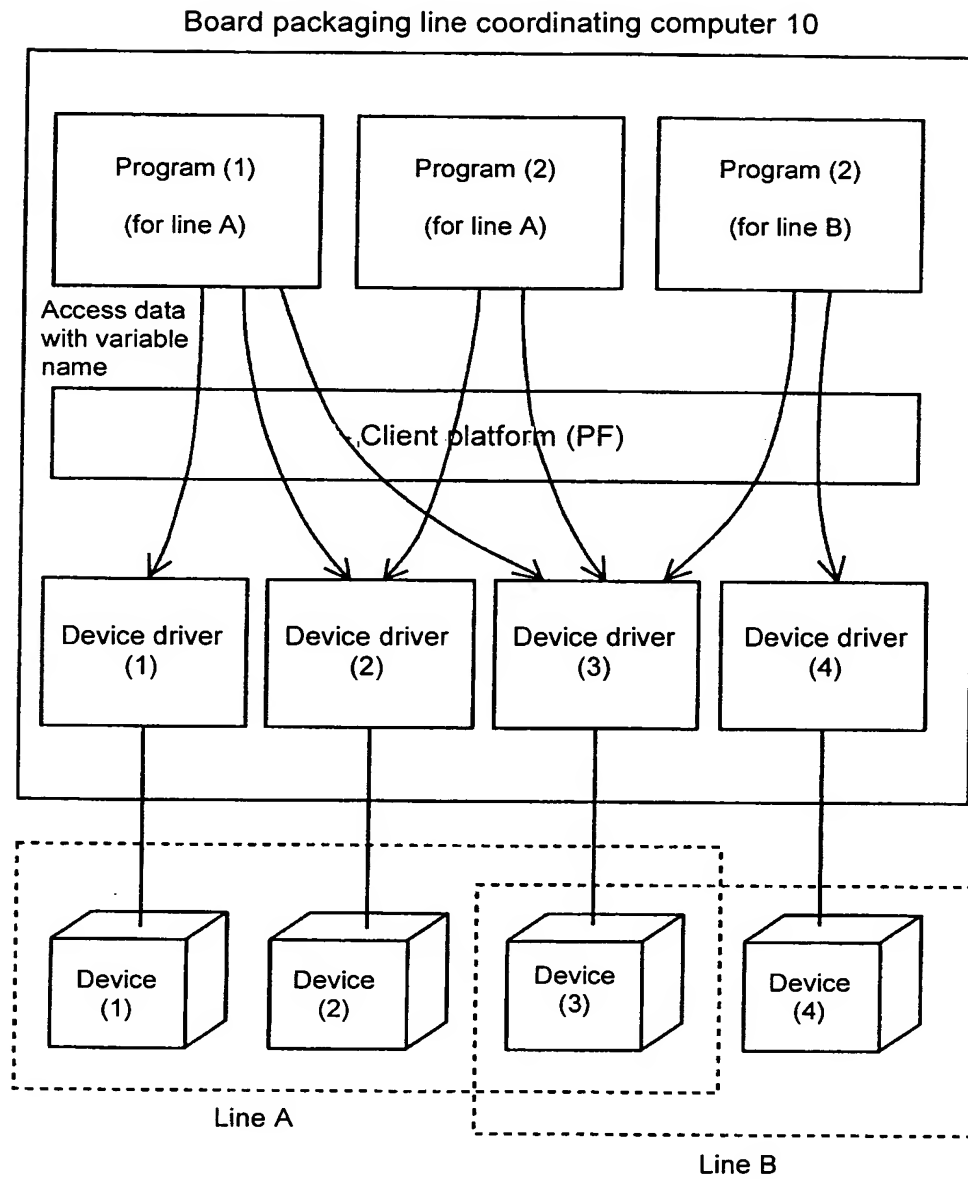 Board packaging line coordinating computer 10
Program (1)
(for line A)
Program (2)
(for line A)
Program (2)
(for line B)
Access data
with variable
name
Client platform (PF)
Device driver
(1)
Device driver
(2)
Device driver
(3)
Device driver
(4)
Device
(1)
Device
(2)
Device
(3)
Device
(4)
Line A
Line B